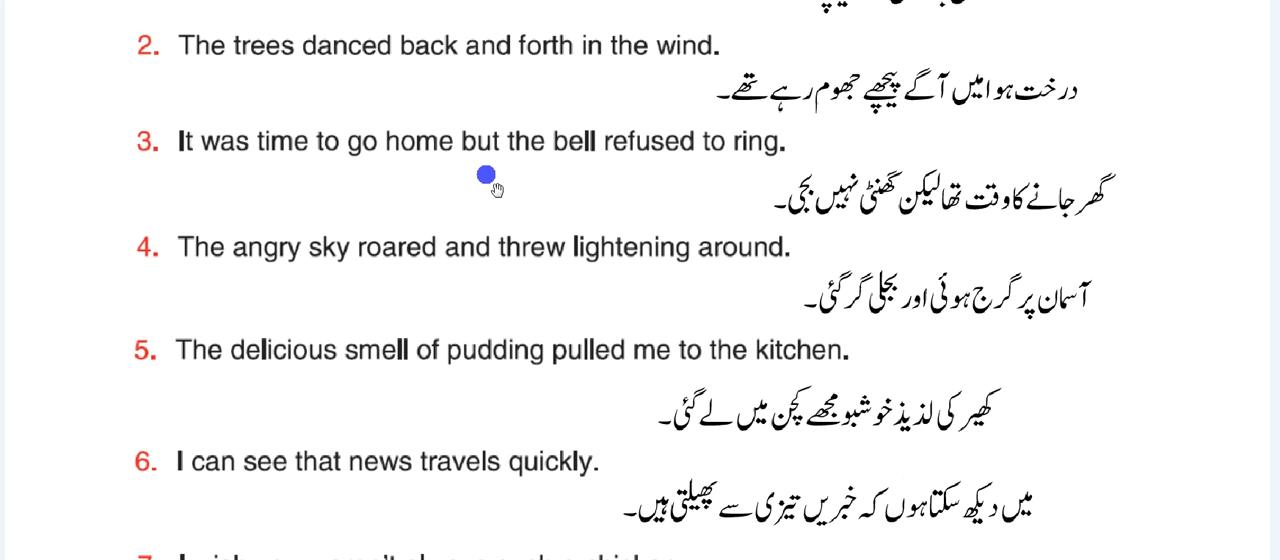 2. The trees danced back and forth in the wind.
درخت ہوا میں آگے پیچھے جھوم رہے تھے۔
3. It was time to go home but the bell refused to ring.
گھر جانے کا وقت تھا لیکن گھنٹی نہیں بجی۔
4. The angry sky roared and threw lightening around.
آسمان پر گرج ہوئی اور بجلی گر گئی۔
5. The delicious smell of pudding pulled me to the kitchen.
کھیر کی لذیذ خوشبو مجھے کچن میں لے گئی۔
6. I can see that news travels quickly.
میں دیکھ سکتا ہوں کہ خبریں تیزی سے پھیلتی ہیں۔